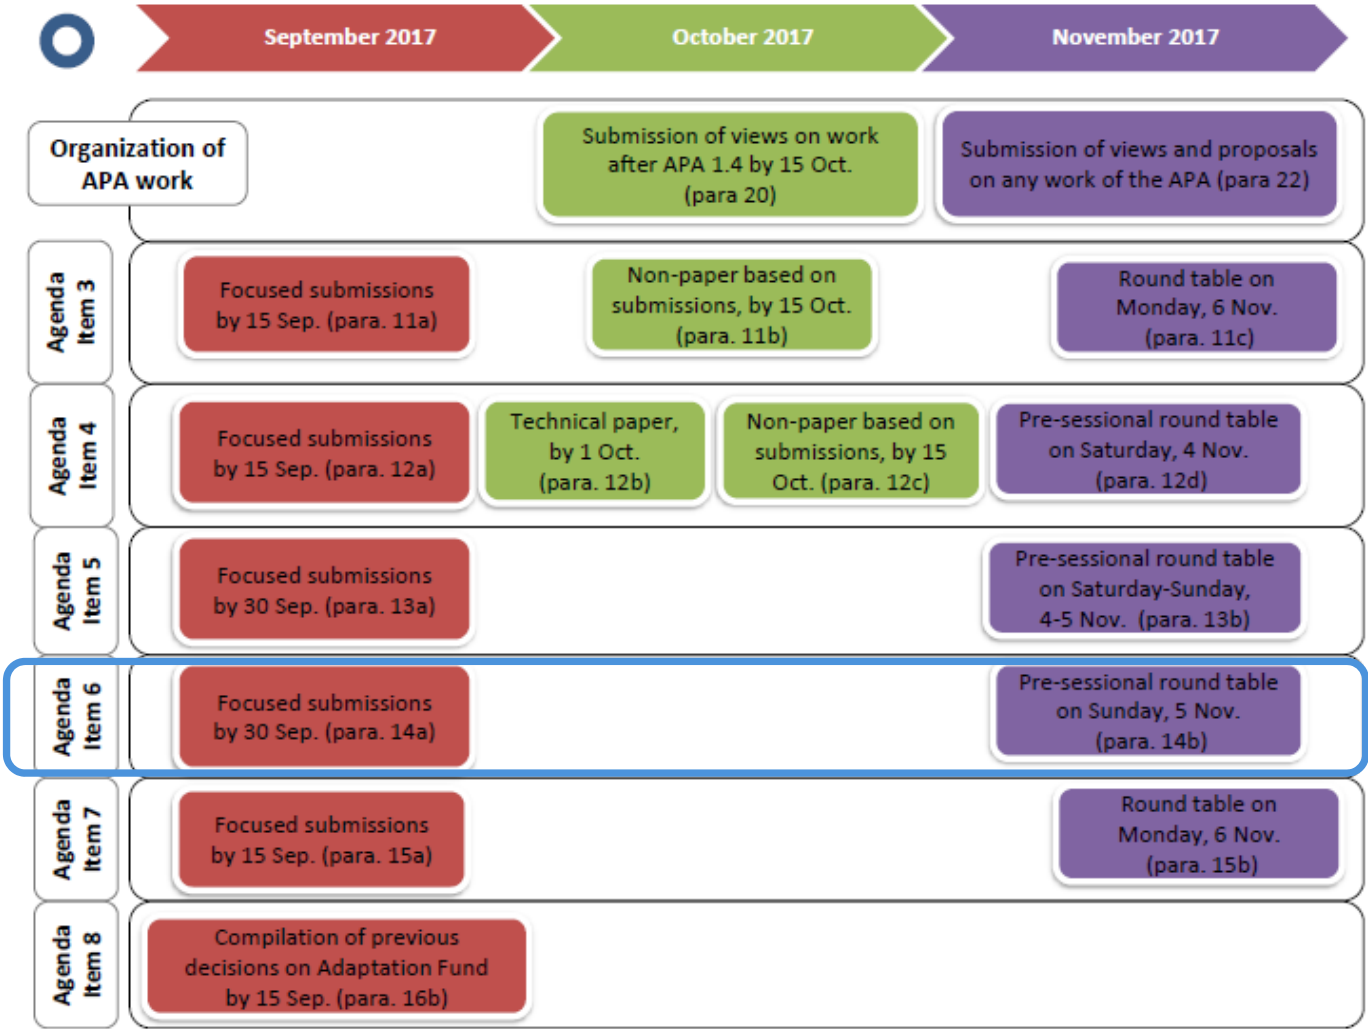 September 2017
October 2017
November 2017
Organization of
APA work
Submission of views on work
after APA 1.4 by 15 Oct.
(para 20)
Submission of views and proposals
on any work of the APA (para 22)
Agenda
Item 3
Focused submissions
by 15 Sep. (para. 11a)
Non-paper based on
submissions, by 15 Oct.
(para. 11b)
Round table on
Monday, 6 Nov.
(para. 11c)
Agenda
Item 4
Focused submissions
by 15 Sep. (para. 12a)
Technical paper,
by 1 Oct.
(para. 12b)
Non-paper based on
submissions, by 15
Oct. (para. 12c)
Pre-sessional round table
on Saturday, 4 Nov.
(para. 12d)
Agenda
Item 5
Focused submissions
by 30 Sep. (para. 13a)
Pre-sessional round table
on Saturday-Sunday,
4-5 Nov. (para. 13b)
Agenda
Item 6
Focused submissions
by 30 Sep. (para. 14a)
Pre-sessional round table
on Sunday, 5 Nov.
(para. 14b)
Agenda
Item 7
Focused submissions
by 15 Sep. (para. 15a)
Round table on
Monday, 6 Nov.
(para. 15b)
Agenda
Item 8
Compilation of previous
decisions on Adaptation Fund
by 15 Sep. (para. 16b)